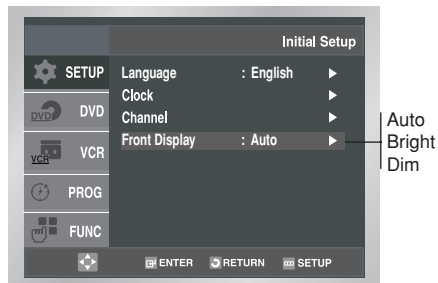 Initial Setup
SETUP
DVD DVD
VCR VCR
PROG
FUNC
Language : English ►
Clock ►
Channel ►
Front Display : Auto ►
ENTER RETURN SETUP
Auto
Bright
Dim